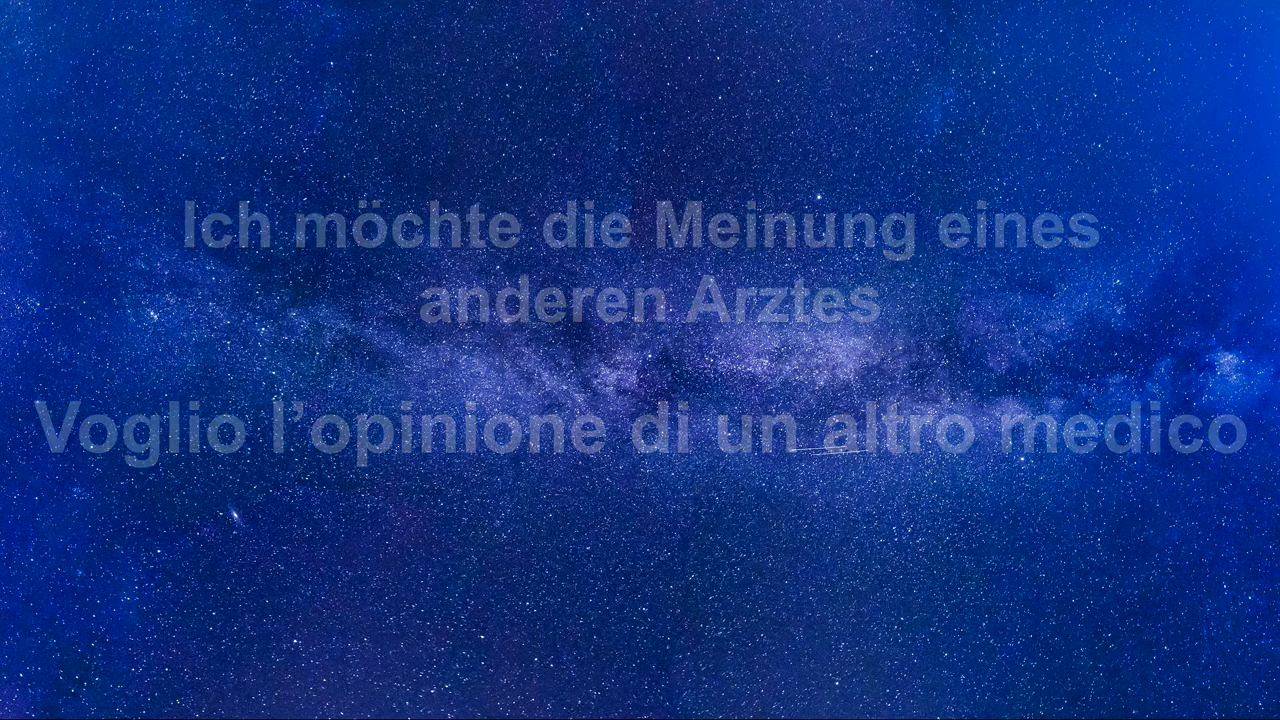 Ich möchte die Meinung eines
anderen Arztes
Voglio l’opinione di un altro medico